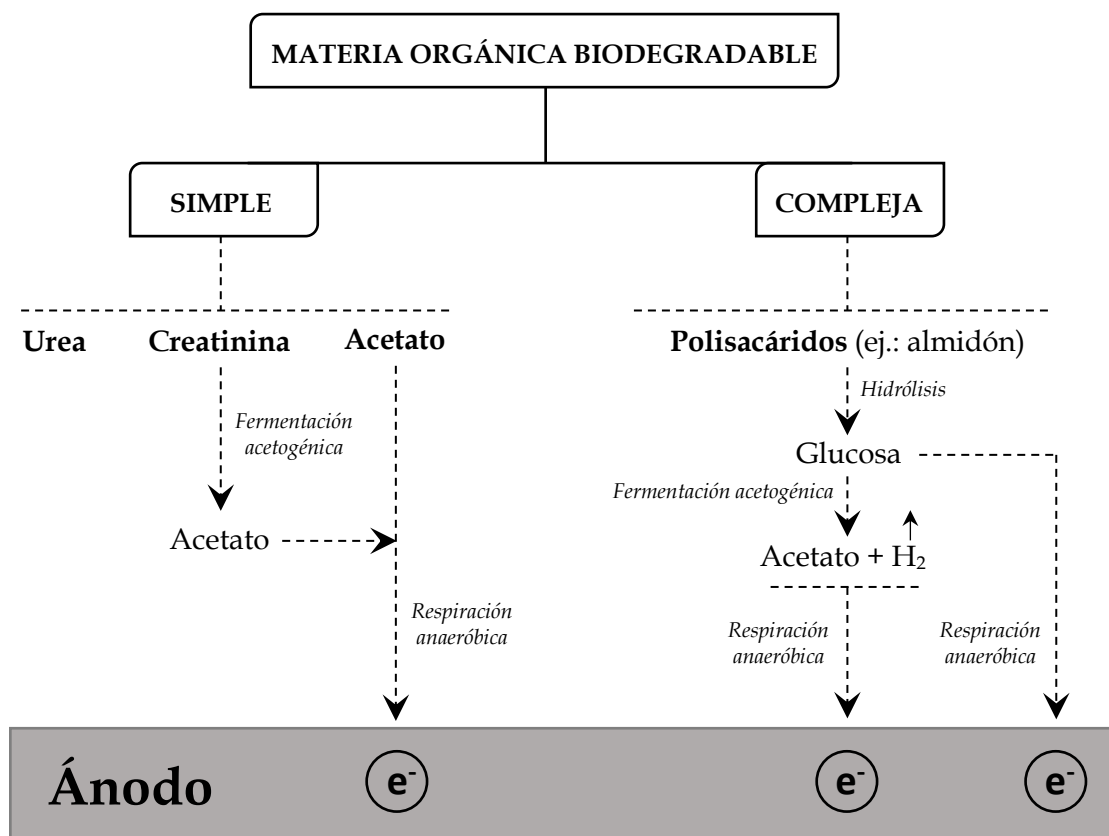 MATERIA ORGÁNICA BIODEGRADABLE
SIMPLE
COMPLEJA
Urea Creatinina Acetato
Polisacáridos (ej.: almidón)
Hidrólisis
Fermentación
acetogénica
Glucosa
Fermentación acetogénica
Acetato
Acetato + H₂
Respiración
anaeróbica
Respiración
anaeróbica
Respiración
anaeróbica
Ánodo
e⁻
e⁻
e⁻